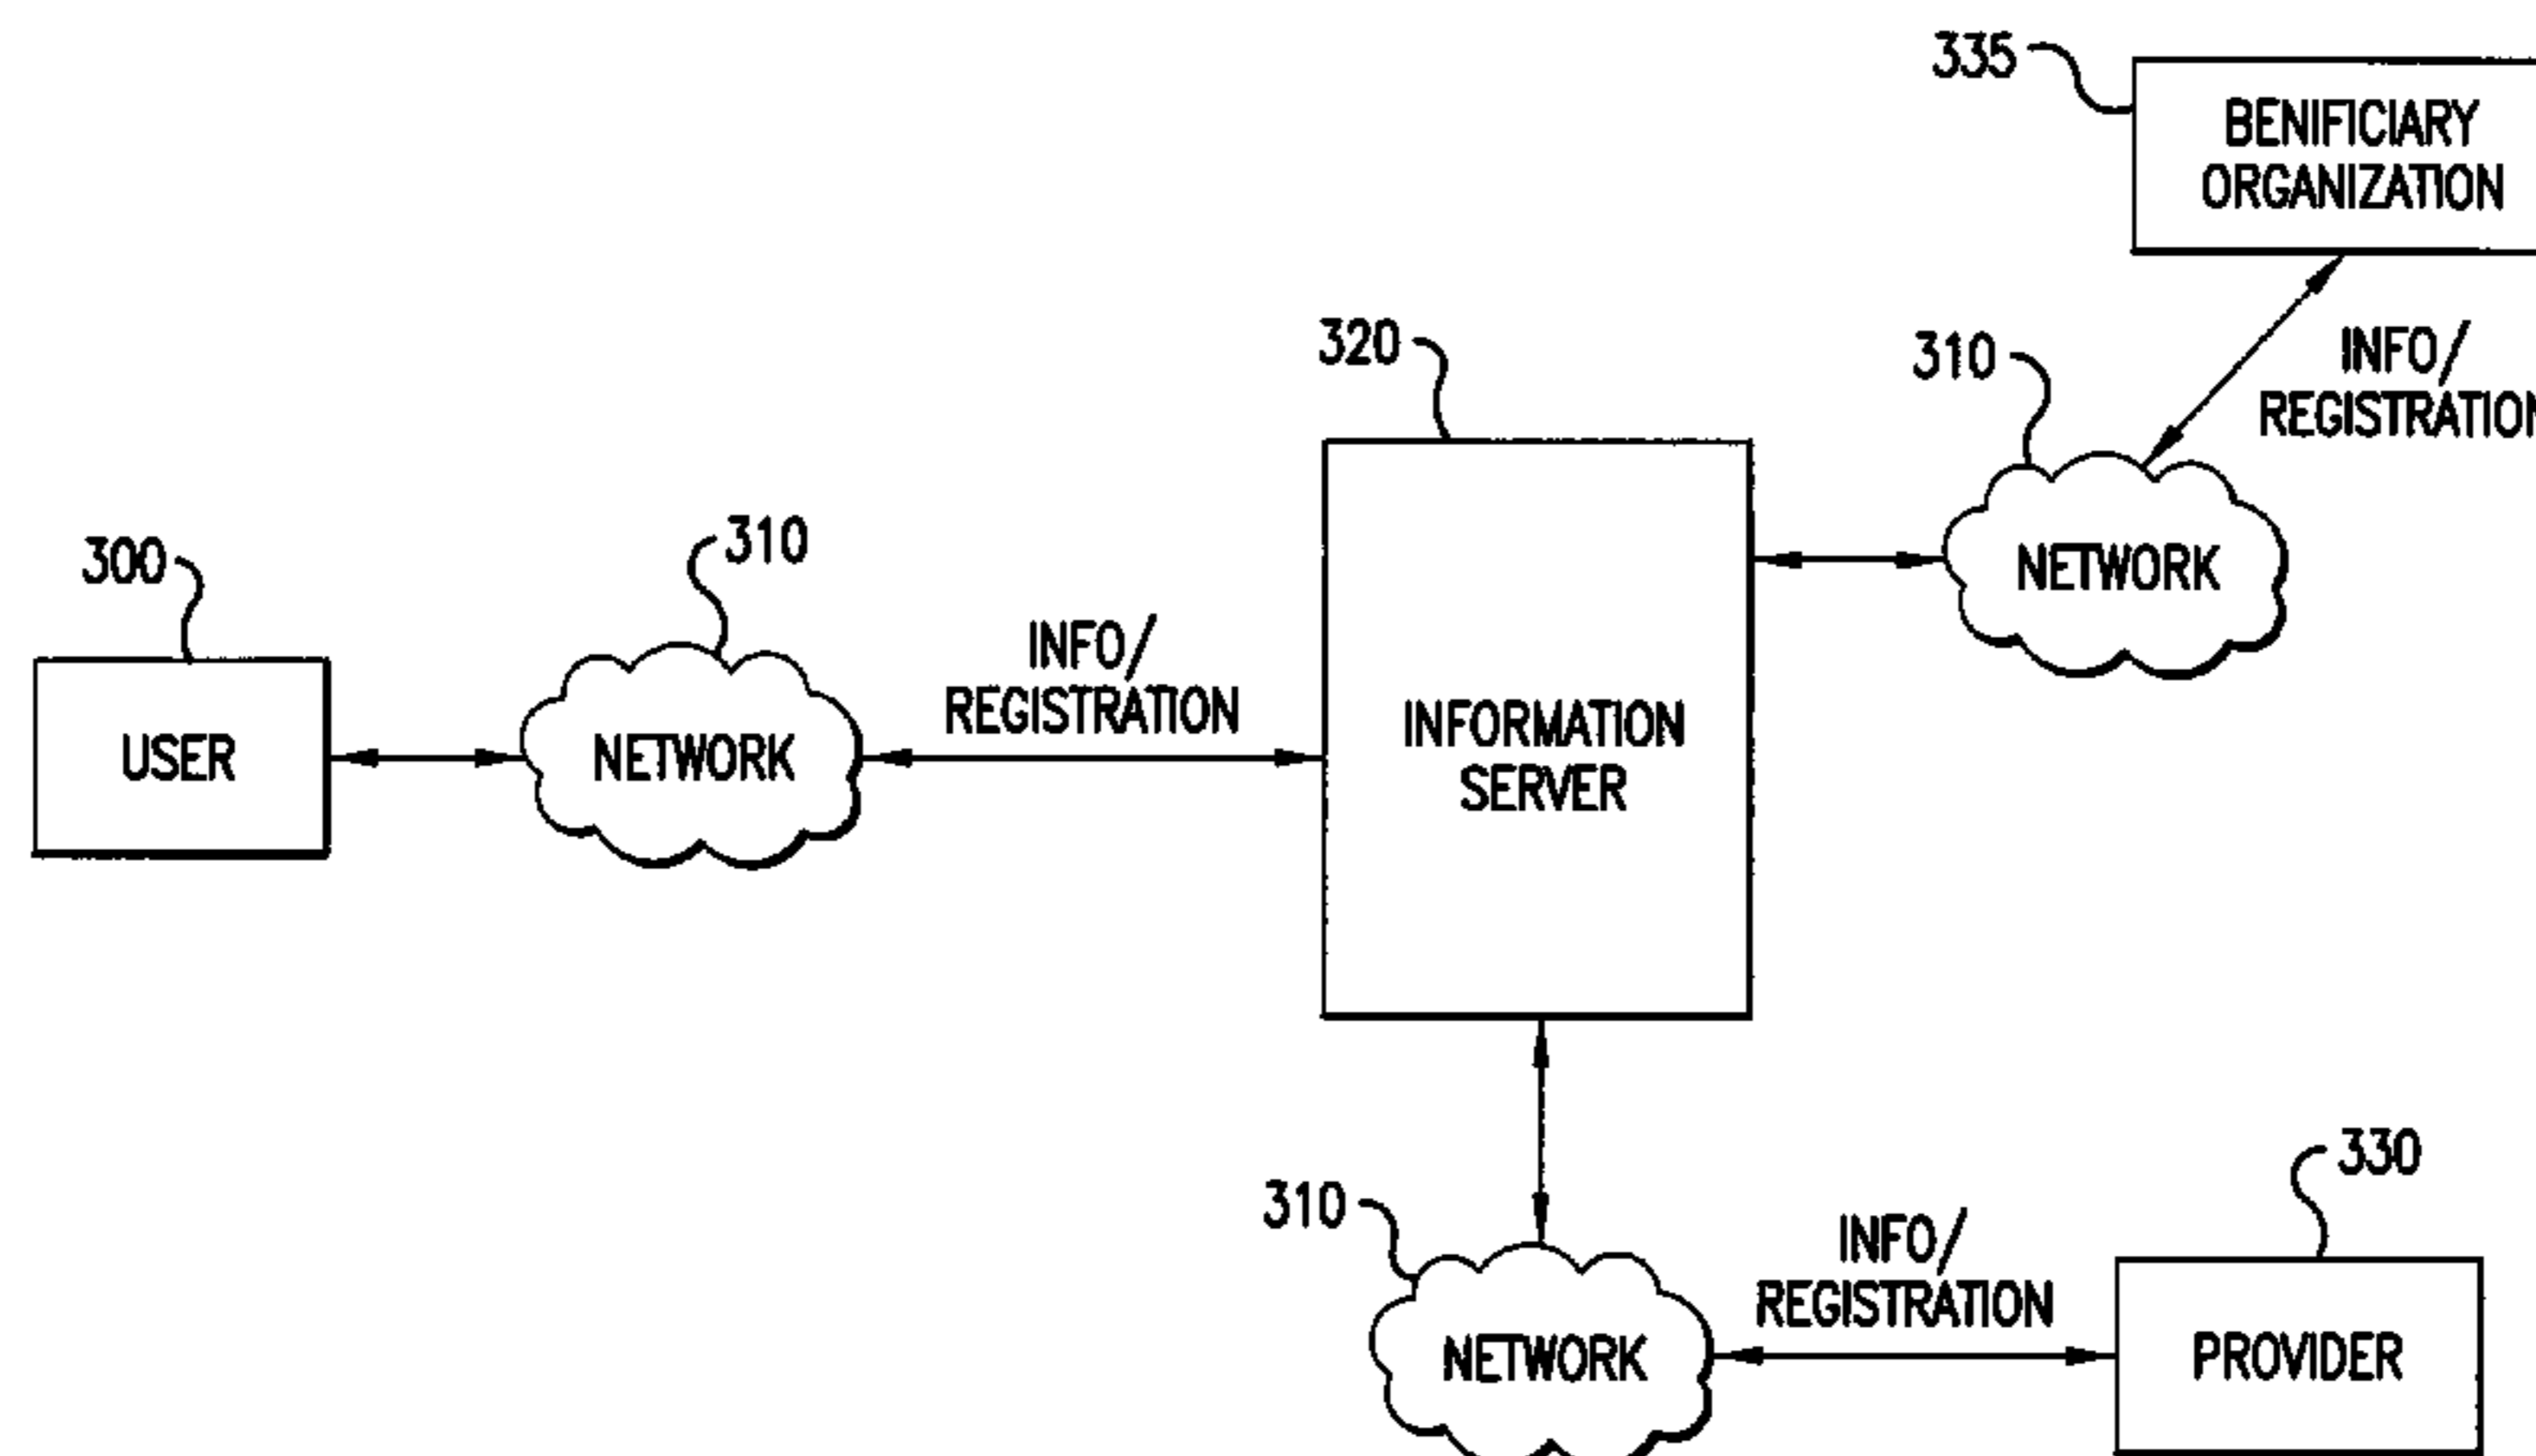 335
BENIFICIARY
ORGANIZATION
320
310
INFO/
REGISTRATION
300
310
INFO/
REGISTRATION
NETWORK
USER
NETWORK
INFORMATION
SERVER
330
310
INFO/
REGISTRATION
NETWORK
PROVIDER